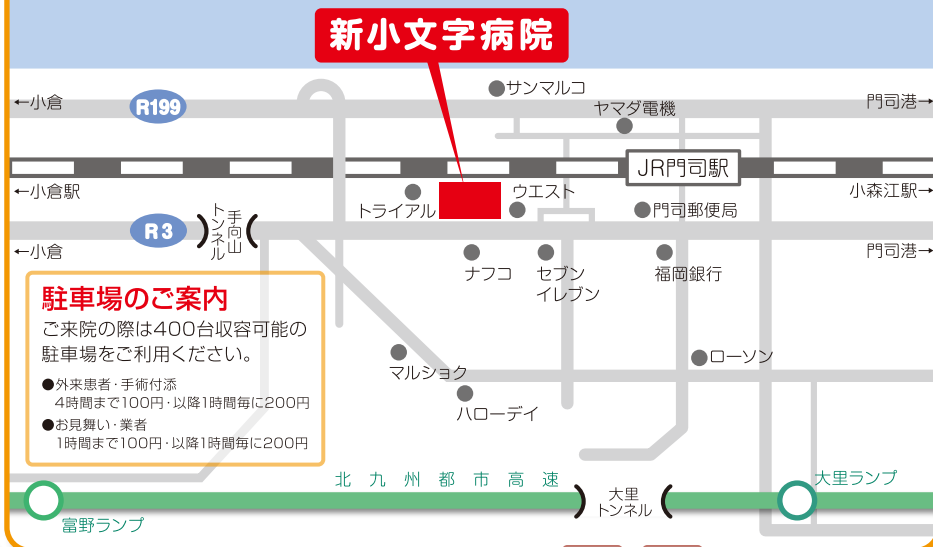 新小文字病院
サンマルコ
←小倉
R199
ヤマダ電機
門司港→
JR門司駅
←小倉駅
小森江駅→
トライアル
ウエスト
門司郵便局
R3
手向山
トンネル
←小倉
門司港→
ナフコ
セブン
イレブン
福岡銀行
駐車場のご案内
ご来院の際は400台収容可能の
駐車場をご利用ください。
●外来患者・手術付添
4時間まで100円・以降1時間毎に200円
●お見舞い・業者
1時間まで100円・以降1時間毎に200円
マルショク
ローソン
ハローデイ
北九州都市高速
大里ランプ
大里
トンネル
富野ランプ